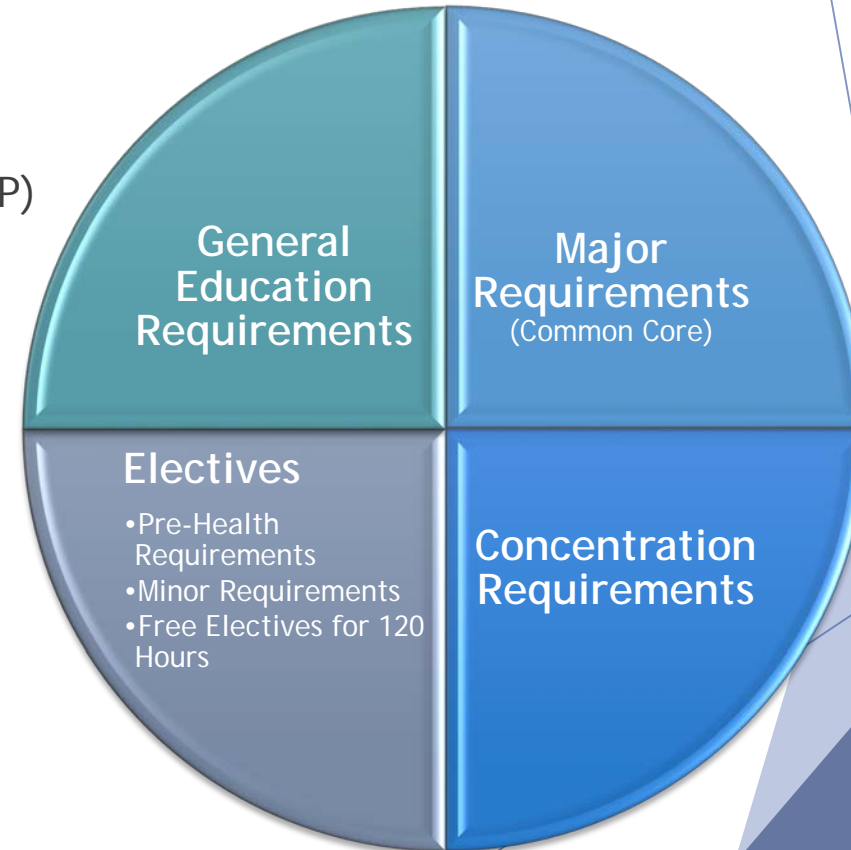 P)
General
Education
Requirements
Major
Requirements
(Common Core)
Electives
•Pre-Health
Requirements
•Minor Requirements
•Free Electives for 120
Hours
Concentration
Requirements